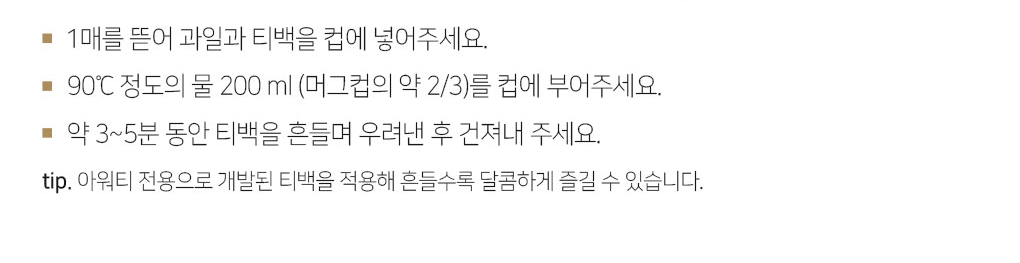 ■ 1매를 뜯어 과일과 티백을 컵에 넣어주세요.
■ 90℃ 정도의 물 200 ml (머그컵의 약 2/3)를 컵에 부어주세요.
■ 약 3~5분 동안 티백을 흔들며 우려낸 후 건져내 주세요.
tip. 아워티 전용으로 개발된 티백을 적용해 흔들수록 달콤하게 즐길 수 있습니다.